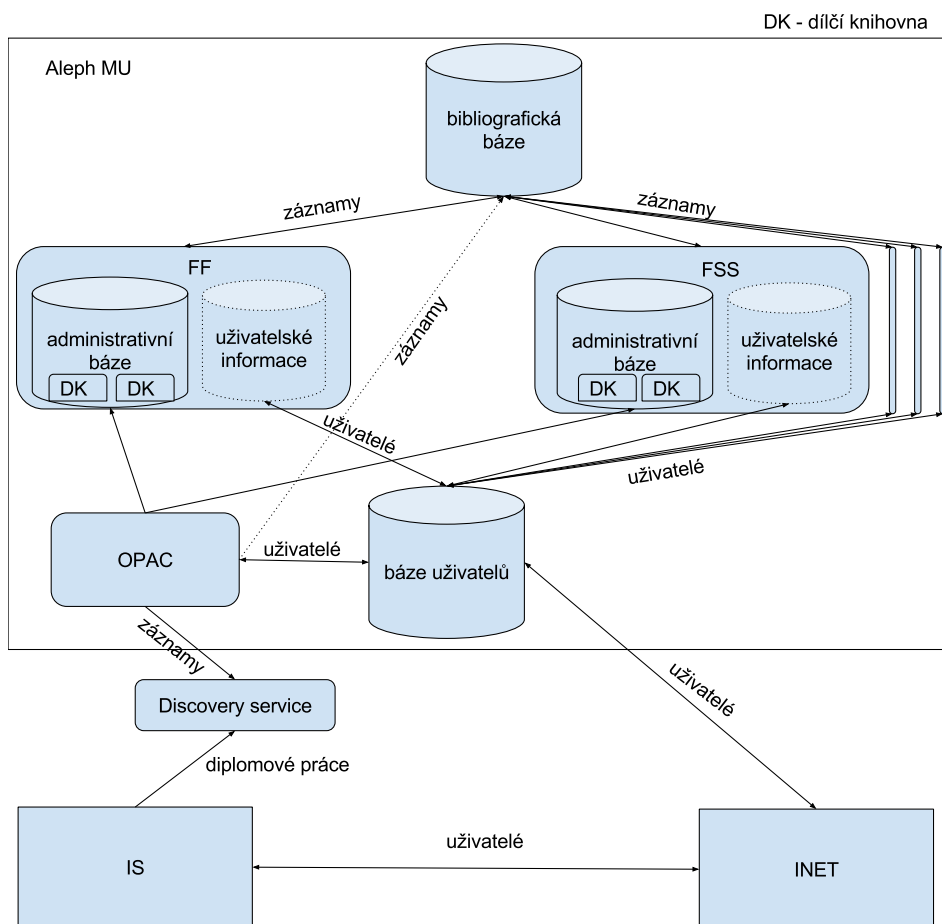 DK - dílčí knihovna
Aleph MU
bibliografická
báze
záznamy
záznamy
FF
FSS
administrativní
báze
DK
DK
uživatelské
informace
záznamy
administrativní
báze
DK
DK
uživatelské
informace
uživatelé
uživatelé
OPAC
uživatelé
báze uživatelů
záznamy
uživatelé
Discovery service
diplomové práce
IS
uživatelé
INET